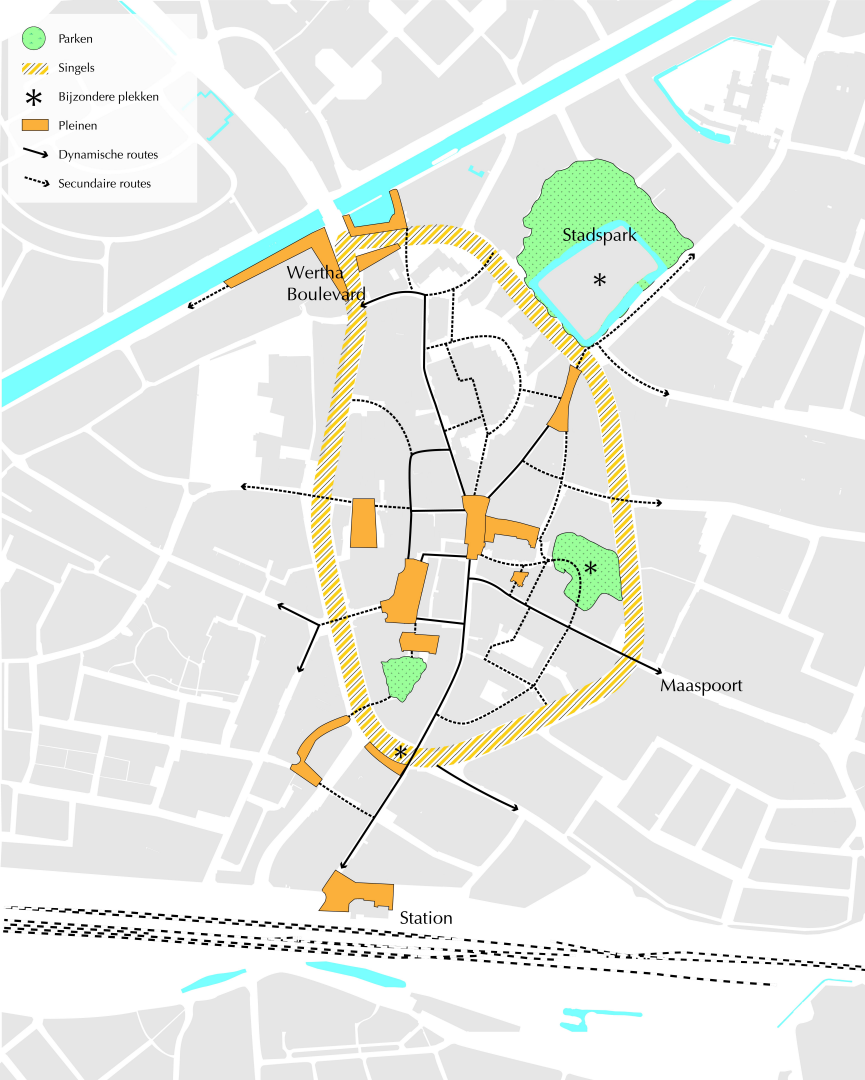 Parken
Singels
Bijzondere plekken
Pleinen
Dynamische routes
Secundaire routes
Stadspark
Wertha
Boulevard
Maaspoort
Station